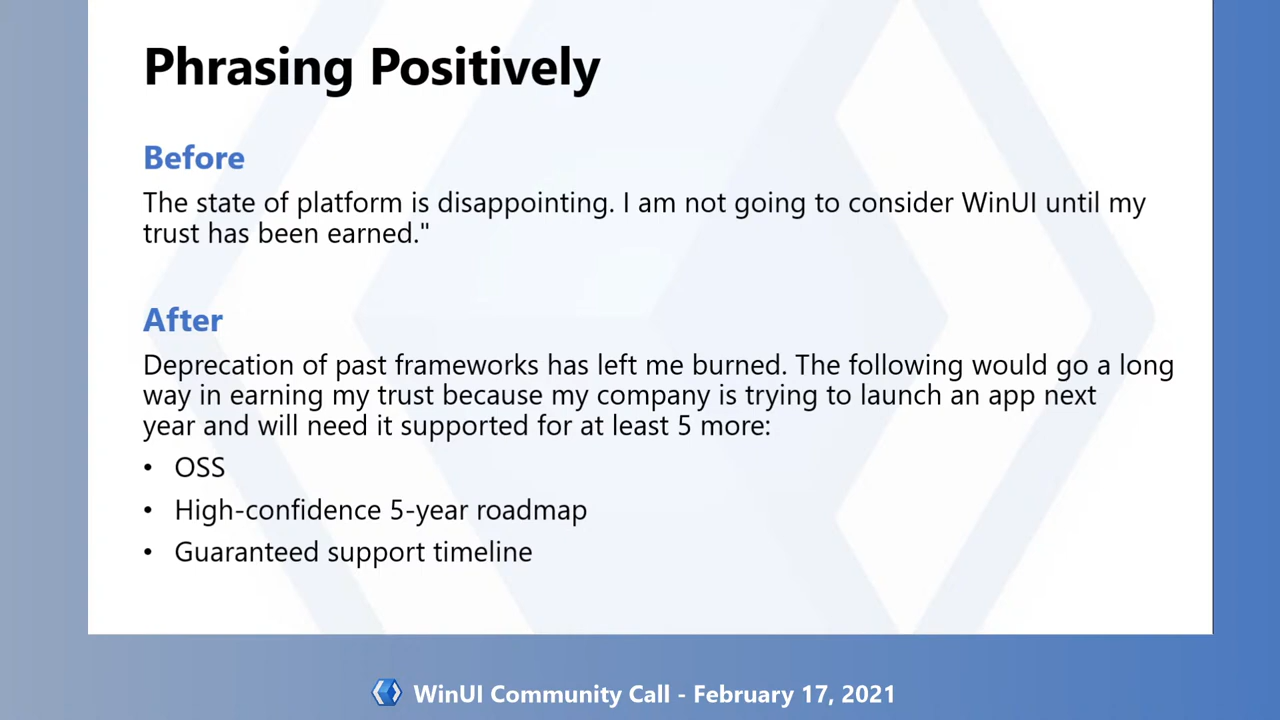 Phrasing Positively
Before
The state of platform is disappointing. I am not going to consider WinUI until my
trust has been earned."
After
Deprecation of past frameworks has left me burned. The following would go a long
way in earning my trust because my company is trying to launch an app next
year and will need it supported for at least 5 more:
• OSS
• High-confidence 5-year roadmap
• Guaranteed support timeline
WinUI Community Call - February 17, 2021